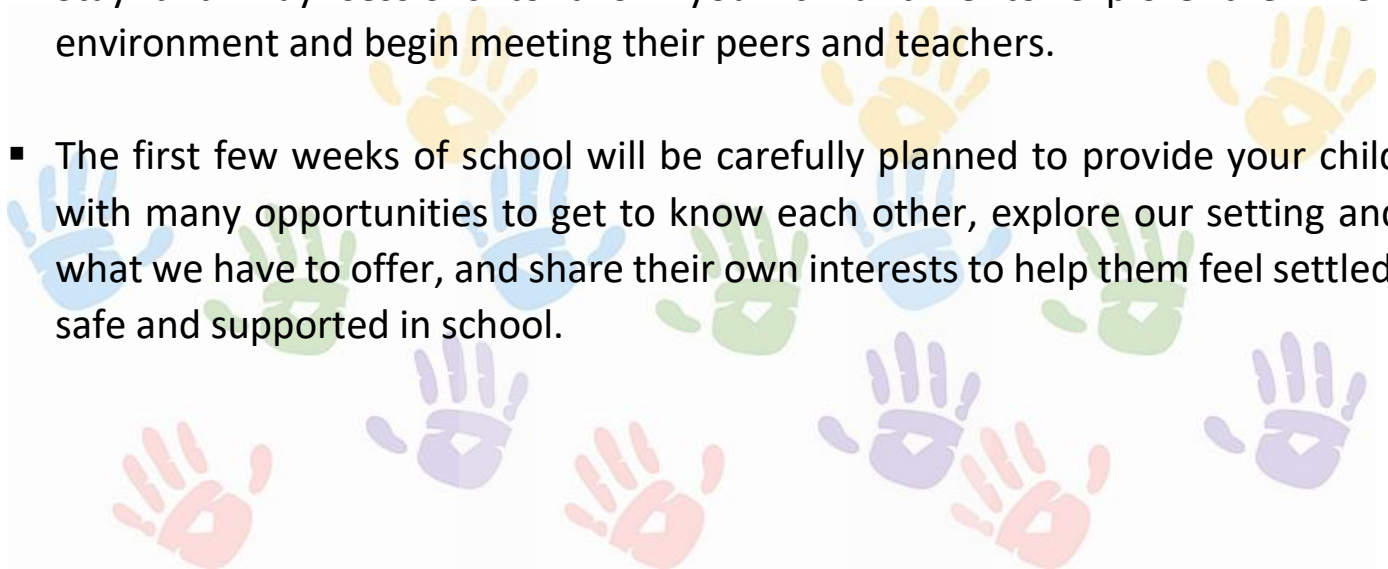 environment and begin meeting their peers and teachers.
▪ The first few weeks of school will be carefully planned to provide your child
with many opportunities to get to know each other, explore our setting and
what we have to offer, and share their own interests to help them feel settled
safe and supported in school.